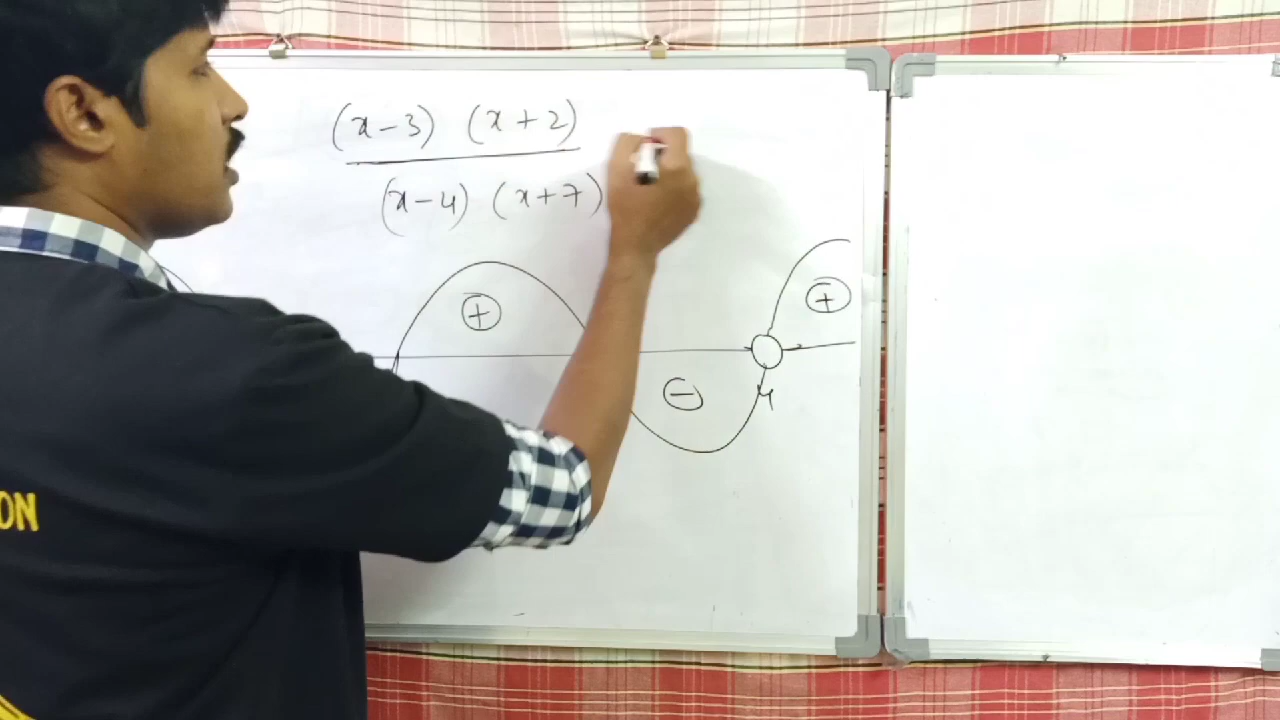 (x-3) (x+2)
(x-4) (x+7)
+
+
-
4
ON